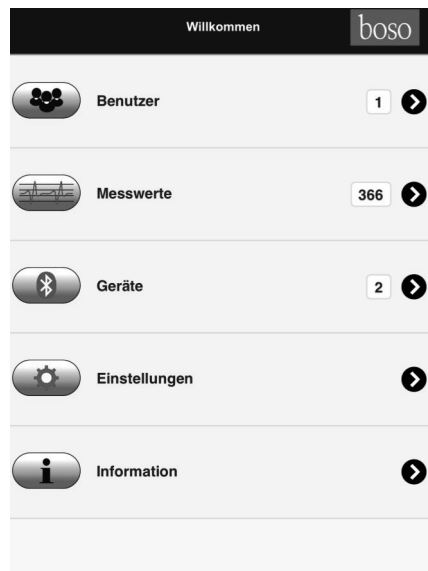 Willkommen
boso
Benutzer
1
Messwerte
366
Geräte
2
Einstellungen
Information